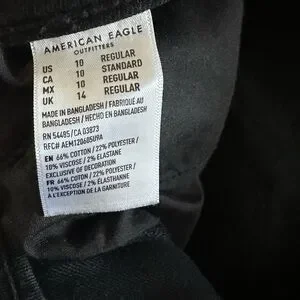 AMERICAN EAGLE
OUTFITTERS
US 10 REGULAR
CA 10 STANDARD
MX 10 REGULAR
UK 14 REGULAR
MADE IN BANGLADESH / FABRIQUÉ AU
BANGLADESH / HECHO EN BANGLADESH
RN 54485 / CA 03873
RFC# AEM120605U9A
EN 66% COTTON / 22% POLYESTER /
10% VISCOSE / 2% ELASTANE
EXCLUSIVE OF DECORATION
FR 66% COTON / 22% POLYESTER /
10% VISCOSE / 2% ÉLASTHANNE
À L'EXCEPTION DE LA GARNITURE